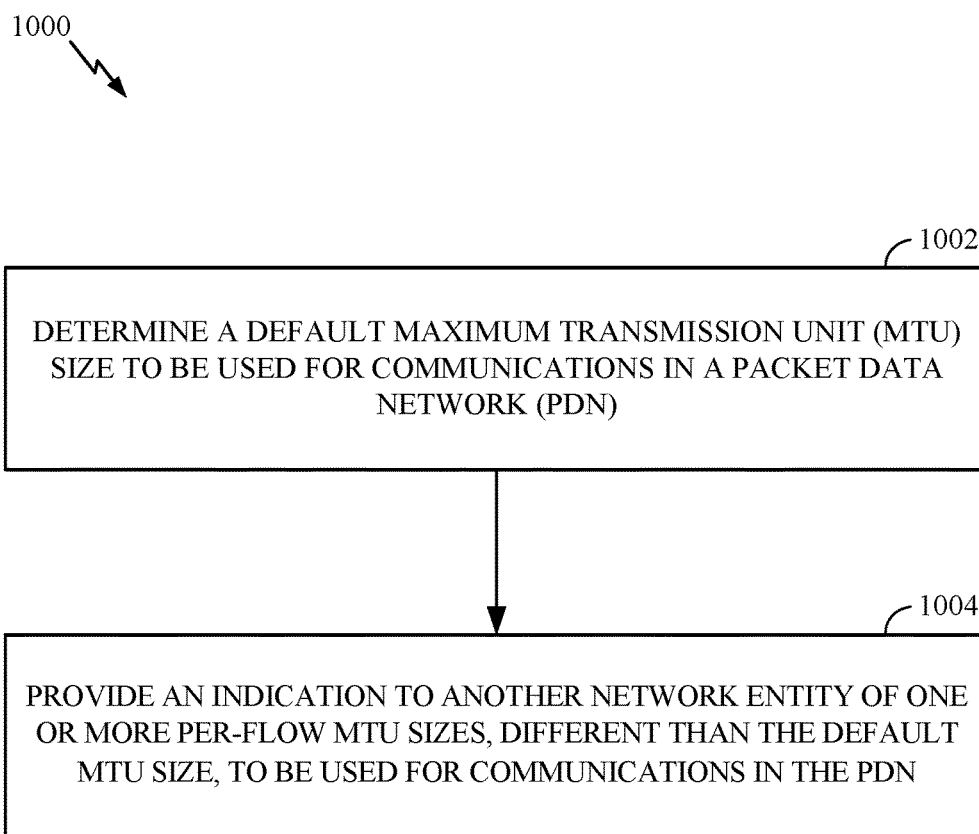 1000
1002
DETERMINE A DEFAULT MAXIMUM TRANSMISSION UNIT (MTU)
SIZE TO BE USED FOR COMMUNICATIONS IN A PACKET DATA
NETWORK (PDN)
1004
PROVIDE AN INDICATION TO ANOTHER NETWORK ENTITY OF ONE
OR MORE PER-FLOW MTU SIZES, DIFFERENT THAN THE DEFAULT
MTU SIZE, TO BE USED FOR COMMUNICATIONS IN THE PDN